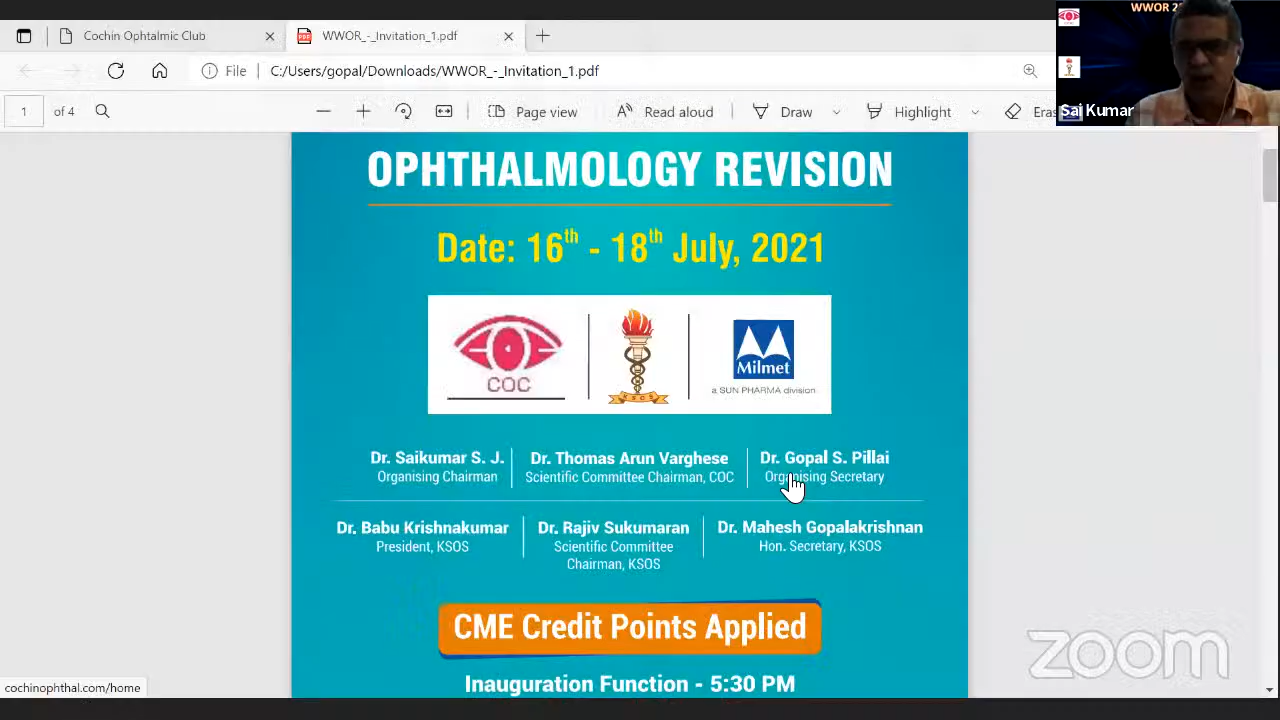 Cochin Ophthalmic Club
WWOR_-_Invitation_1.pdf
File
C:/Users/gopal/Downloads/WWOR_-_Invitation_1.pdf
1 of 4
Page view
Read aloud
Draw
Highlight
WWOR 2
Sai Kumar
OPHTHALMOLOGY REVISION
Date: 16th - 18th July, 2021
COC
KSOS
Milmet
a SUN PHARMA division
Dr. Saikumar S. J.
Organising Chairman
Dr. Thomas Arun Varghese
Scientific Committee Chairman, COC
Dr. Gopal S. Pillai
Organising Secretary
Dr. Babu Krishnakumar
President, KSOS
Dr. Rajiv Sukumaran
Scientific Committee
Chairman, KSOS
Dr. Mahesh Gopalakrishnan
Hon. Secretary, KSOS
CME Credit Points Applied
Inauguration Function - 5:30 PM
cochinophthal.com/home
zoom